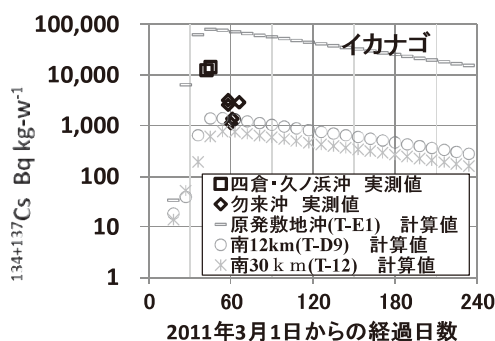 134+137Cs Bq kg-w-1
100,000
10,000
1,000
100
10
1
イカナゴ
四倉・久ノ浜沖 実測値
勿来沖 実測値
原発敷地沖(T-E1) 計算値
南12km(T-D9) 計算値
南30ｋｍ(T-12) 計算値
0 60 120 180 240
2011年3月1日からの経過日数